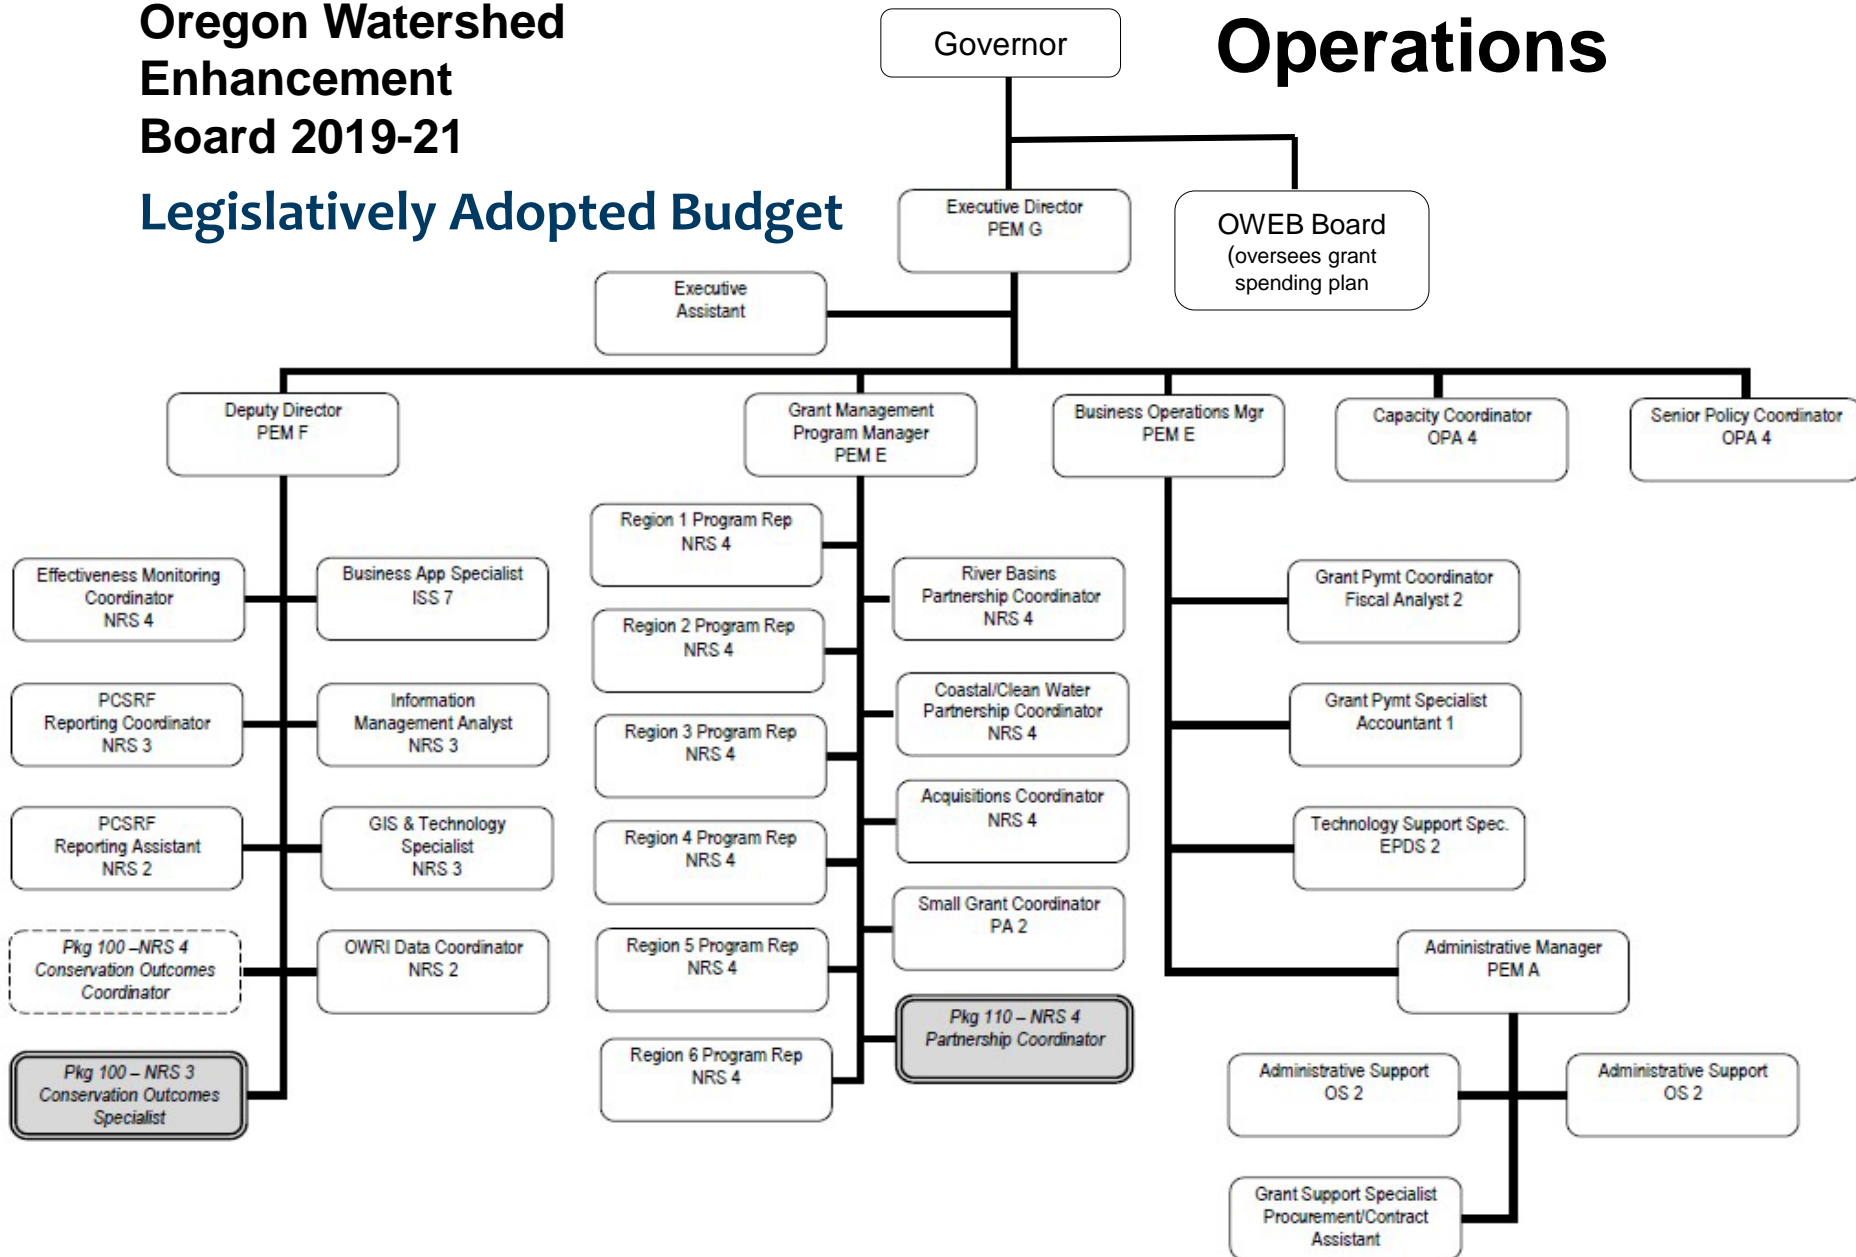 Oregon Watershed
Enhancement
Board 2019-21
Legislatively Adopted Budget
Operations
Governor
Executive Director
PEM G
OWEB Board
(oversees grant
spending plan
Executive
Assistant
Deputy Director
PEM F
Grant Management
Program Manager
PEM E
Business Operations Mgr
PEM E
Capacity Coordinator
OPA 4
Senior Policy Coordinator
OPA 4
Effectiveness Monitoring
Coordinator
NRS 4
Business App Specialist
ISS 7
PCSRF
Reporting Coordinator
NRS 3
Information
Management Analyst
NRS 3
PCSRF
Reporting Assistant
NRS 2
GIS & Technology
Specialist
NRS 3
Pkg 100 –NRS 4
Conservation Outcomes
Coordinator
OWRI Data Coordinator
NRS 2
Pkg 100 – NRS 3
Conservation Outcomes
Specialist
Region 1 Program Rep
NRS 4
Region 2 Program Rep
NRS 4
Region 3 Program Rep
NRS 4
Region 4 Program Rep
NRS 4
Region 5 Program Rep
NRS 4
Region 6 Program Rep
NRS 4
River Basins
Partnership Coordinator
NRS 4
Coastal/Clean Water
Partnership Coordinator
NRS 4
Acquisitions Coordinator
NRS 4
Small Grant Coordinator
PA 2
Pkg 110 – NRS 4
Partnership Coordinator
Grant Pymt Coordinator
Fiscal Analyst 2
Grant Pymt Specialist
Accountant 1
Technology Support Spec.
EPDS 2
Administrative Manager
PEM A
Administrative Support
OS 2
Administrative Support
OS 2
Grant Support Specialist
Procurement/Contract
Assistant